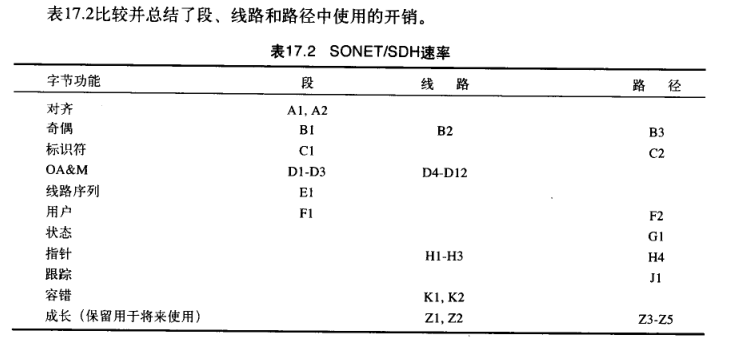 表17.2比较并总结了段、线路和路径中使用的开销。
表17.2 SONET/SDH速率
字节功能 段 线 路 路 径
对齐 A1, A2
奇偶 B1 B2 B3
标识符 C1 C2
OA&M D1-D3 D4-D12
线路序列 E1
用户 F1 F2
状态 G1
指针 H1-H3 H4
跟踪 J1
容错 K1, K2
成长（保留用于将来使用） Z1, Z2 Z3-Z5